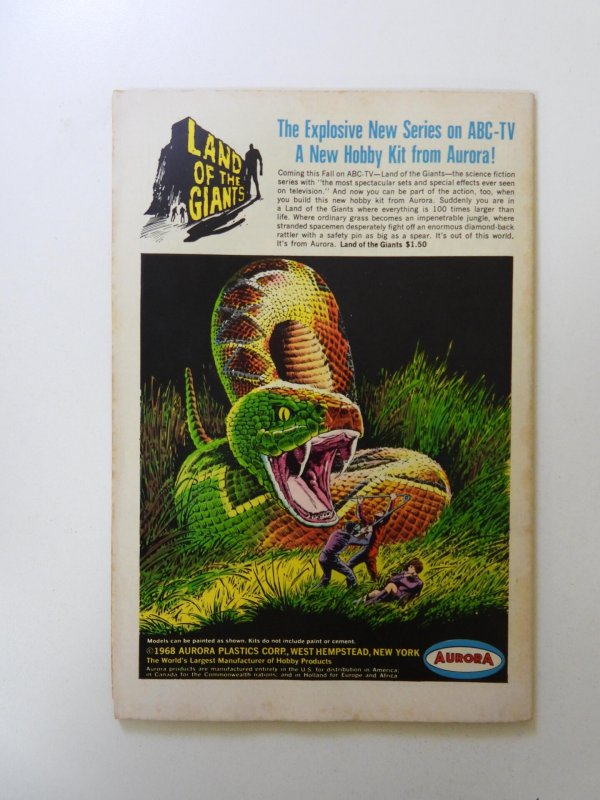 LAND
OF THE
GIANTS
The Explosive New Series on ABC-TV
A New Hobby Kit from Aurora!
Coming this Fall on ABC-TV—Land of the Giants—the science fiction
series with "the most spectacular sets and special effects ever seen
on television." And now you can be part of the action, too, when
you build this new hobby kit from Aurora. Suddenly you are in
a Land of the Giants where everything is 100 times larger than
life. Where ordinary grass becomes an impenetrable jungle, where
stranded spacemen desperately fight off an enormous diamond-back
rattler with a safety pin as big as a spear. It's out of this world.
It's from Aurora. Land of the Giants $1.50
Models can be painted as shown. Kits do not include paint or cement.
©1968 AURORA PLASTICS CORP., WEST HEMPSTEAD, NEW YORK
The World's Largest Manufacturer of Hobby Products
Aurora products are manufactured entirely in the U.S. for distribution in America;
in Canada for the Commonwealth nations; and in Holland for Europe and Africa
AURORA